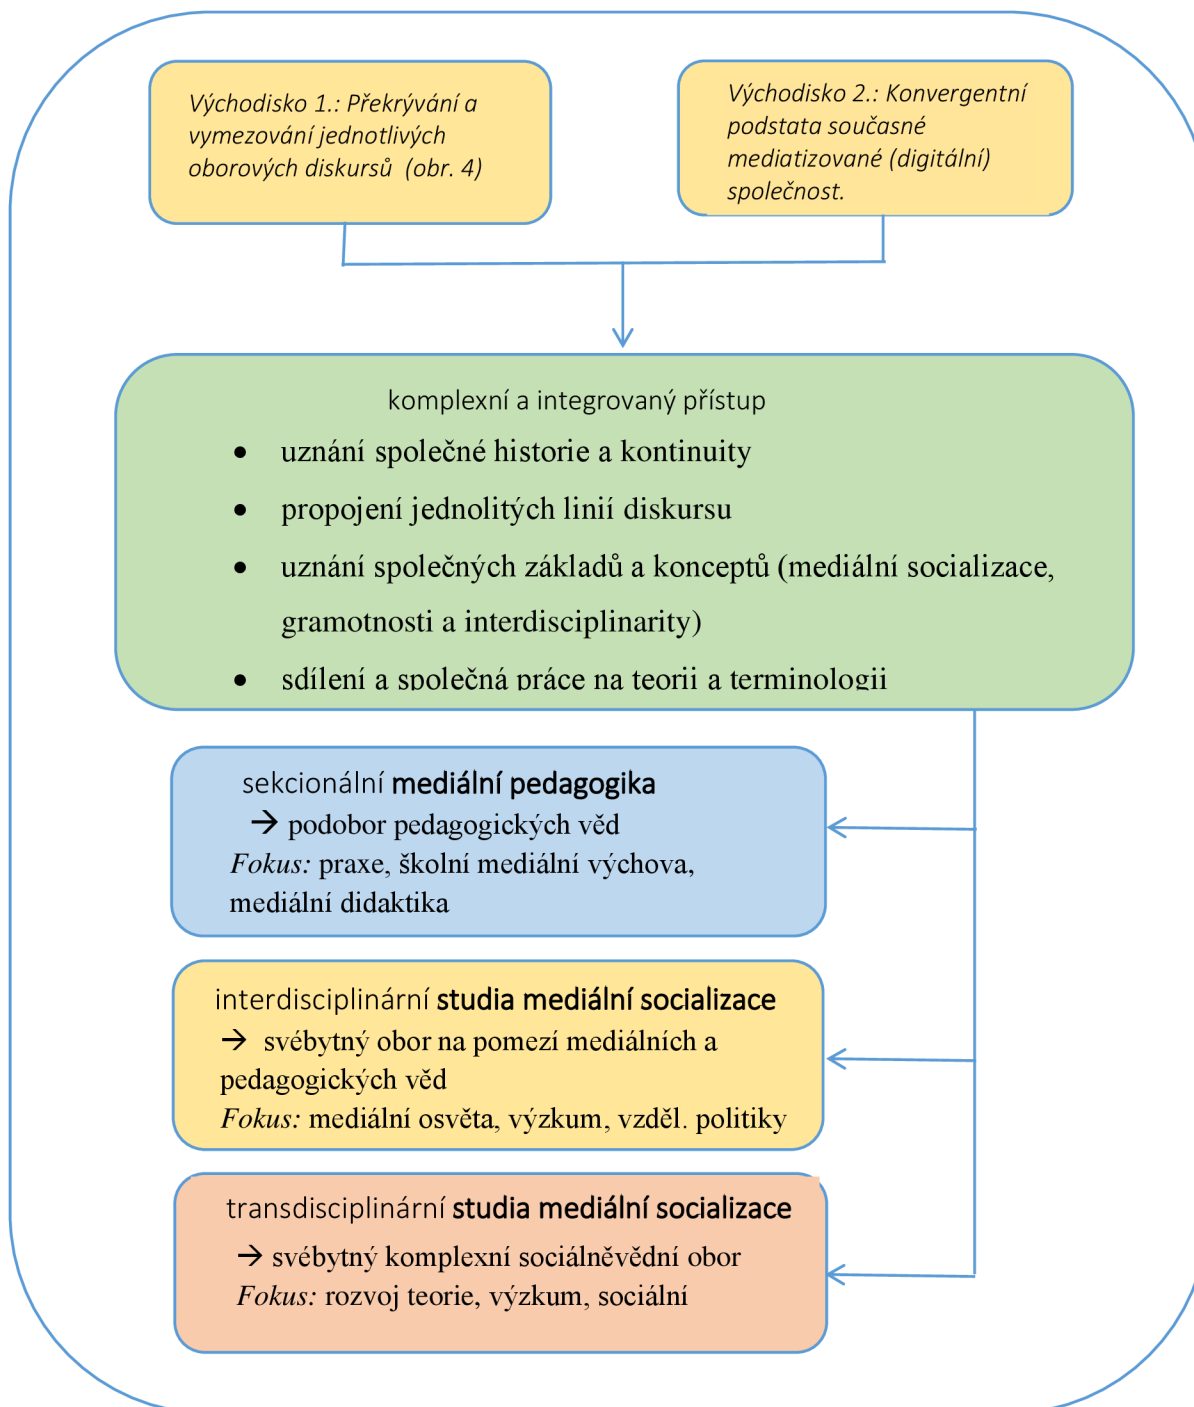 Východisko 1.: Překrývání a
vymezování jednotlivých
oborových diskursů (obr. 4)
Východisko 2.: Konvergentní
podstata současné
mediatizované (digitální)
společnost.
komplexní a integrovaný přístup
• uznání společné historie a kontinuity
• propojení jednolitých linií diskursu
• uznání společných základů a konceptů (mediální socializace,
gramotnosti a interdisciplinarity)
• sdílení a společná práce na teorii a terminologii
sekcionální mediální pedagogika
→ podobor pedagogických věd
Fokus: praxe, školní mediální výchova,
mediální didaktika
interdisciplinární studia mediální socializace
→ svébytný obor na pomezí mediálních a
pedagogických věd
Fokus: mediální osvěta, výzkum, vzděl. politiky
transdisciplinární studia mediální socializace
→ svébytný komplexní sociálněvědní obor
Fokus: rozvoj teorie, výzkum, sociální